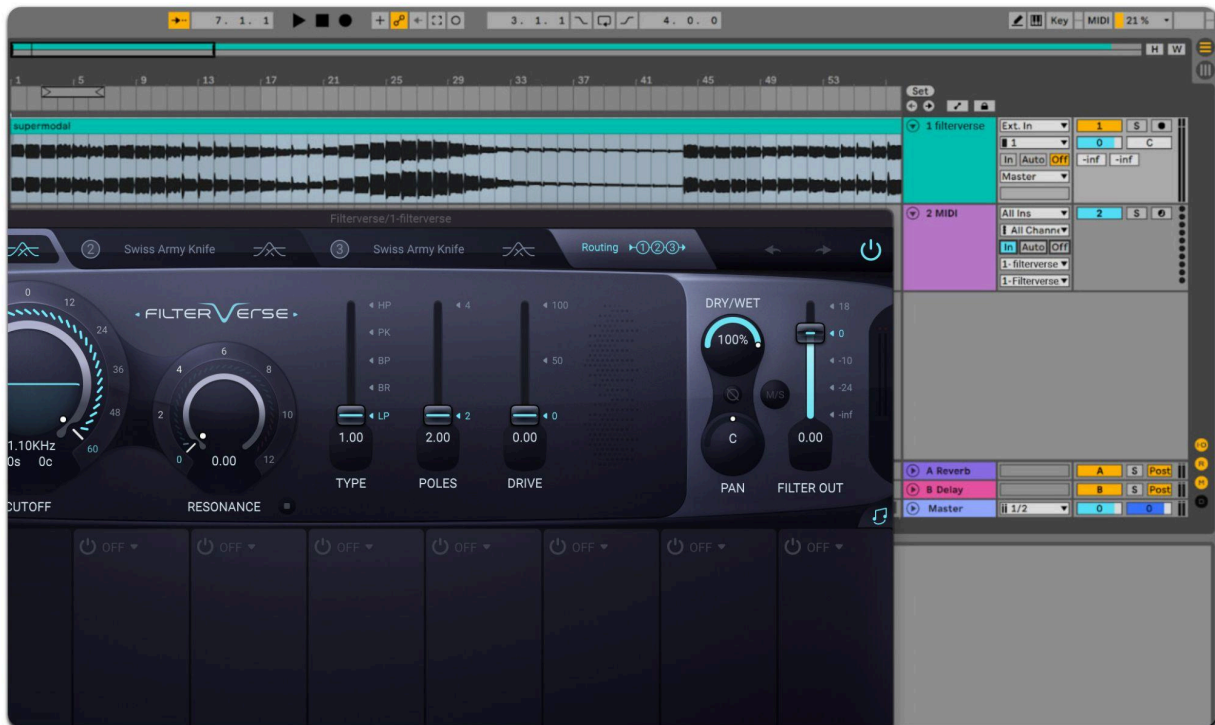 7. 1. 1
3. 1. 1
4. 0. 0
Key
MIDI
21 %
H W
1 5 9 13 17 21 25 29 33 37 41 45 49 53
Set
supermodal
1 filterverse
Ext. In
1
S
1
0
C
In Auto Off
-inf -inf
Master
2 MIDI
All Ins
2
S
All Channe
In Auto Off
1-filterverse
1-Filterverse
A Reverb
A S Post
B Delay
B S Post
Master
1/2
0
0
Filterverse/1-filterverse
2 Swiss Army Knife
3 Swiss Army Knife
Routing 1 2 3
0 12 24 36 48 60
1.10KHz
0s 0c
CUTOFF
FILTERVERSE
0 2 4 6 8 10 12
0.00
RESONANCE
HP
PK
BP
BR
LP
1.00
TYPE
4
2
2.00
POLES
100
50
0
0.00
DRIVE
DRY/WET
100%
M/S
C
PAN
18
0
-10
-24
-inf
0.00
FILTER OUT
OFF OFF OFF OFF OFF OFF OFF